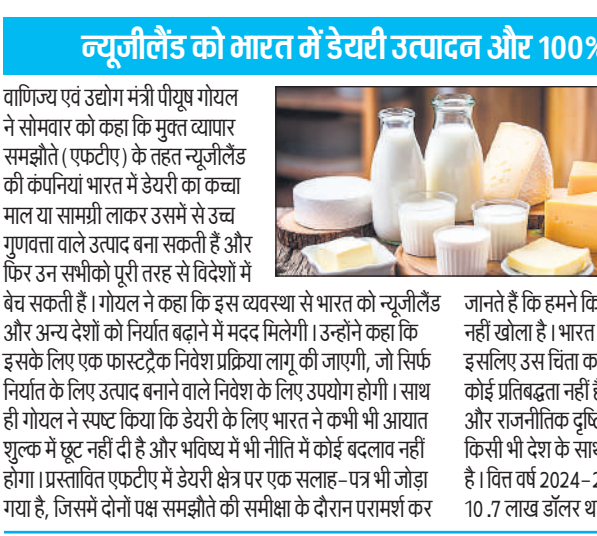 न्यूजीलैंड को भारत में डेयरी उत्पादन और 100%
वाणिज्य एवं उद्योग मंत्री पीयूष गोयल
ने सोमवार को कहा कि मुक्त व्यापार
समझौते ( एफटीए ) के तहत न्यूजीलैंड
की कंपनियां भारत में डेयरी का कच्चा
माल या सामग्री लाकर उसमें से उच्च
गुणवत्ता वाले उत्पाद बना सकती हैं और
फिर उन सभीको पूरी तरह से विदेशों में
बेच सकती हैं । गोयल ने कहा कि इस व्यवस्था से भारत को न्यूजीलैंड
और अन्य देशों को निर्यात बढ़ाने में मदद मिलेगी । उन्होंने कहा कि
इसके लिए एक फास्टट्रैक निवेश प्रक्रिया लागू की जाएगी, जो सिर्फ
निर्यात के लिए उत्पाद बनाने वाले निवेश के लिए उपयोग होगी । साथ
ही गोयल ने स्पष्ट किया कि डेयरी के लिए भारत ने कभी भी आयात
शुल्क में छूट नहीं दी है और भविष्य में भी नीति में कोई बदलाव नहीं
होगा । प्रस्तावित एफटीए में डेयरी क्षेत्र पर एक सलाह-पत्र भी जोड़ा
गया है, जिसमें दोनों पक्ष समझौते की समीक्षा के दौरान परामर्श कर
जानते हैं कि हमने कि
नहीं खोला है । भारत
इसलिए उस चिंता क
कोई प्रतिबद्धता नहीं
और राजनीतिक
किसी भी देश के साथ
है । वित्त वर्ष 2024-2
10 .7 लाख डॉलर थ